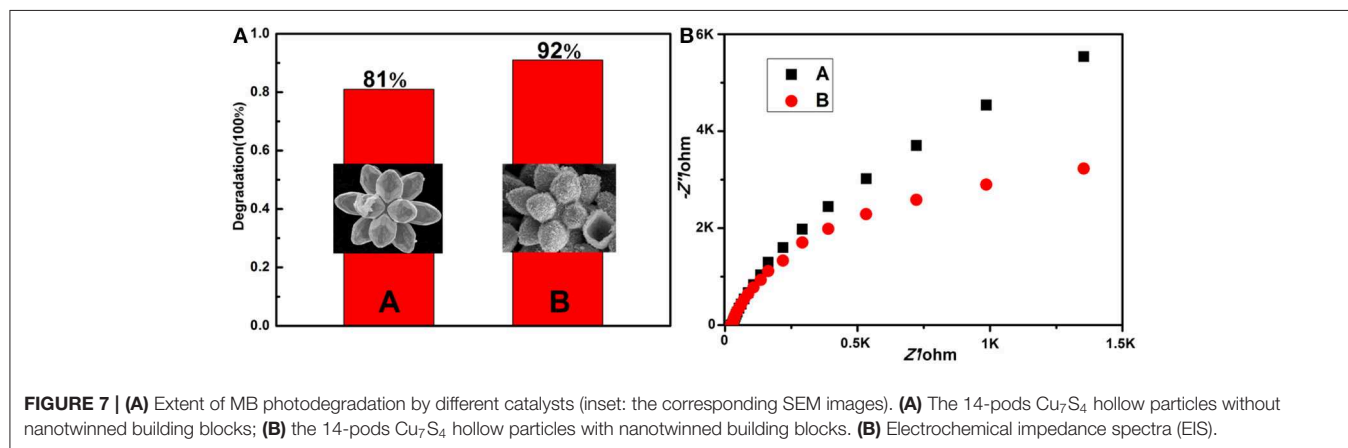 A
1.0
0.8
0.6
0.4
0.2
0.0
Degradation(100%)
81%
92%
A
B
B
6K
4K
2K
0
-Z''/ohm
A
B
0
0.5K
1K
1.5K
Z'/ohm
FIGURE 7 | (A) Extent of MB photodegradation by different catalysts (inset: the corresponding SEM images). (A) The 14-pods Cu₇S₄ hollow particles without
nanotwinned building blocks; (B) the 14-pods Cu₇S₄ hollow particles with nanotwinned building blocks. (B) Electrochemical impedance spectra (EIS).